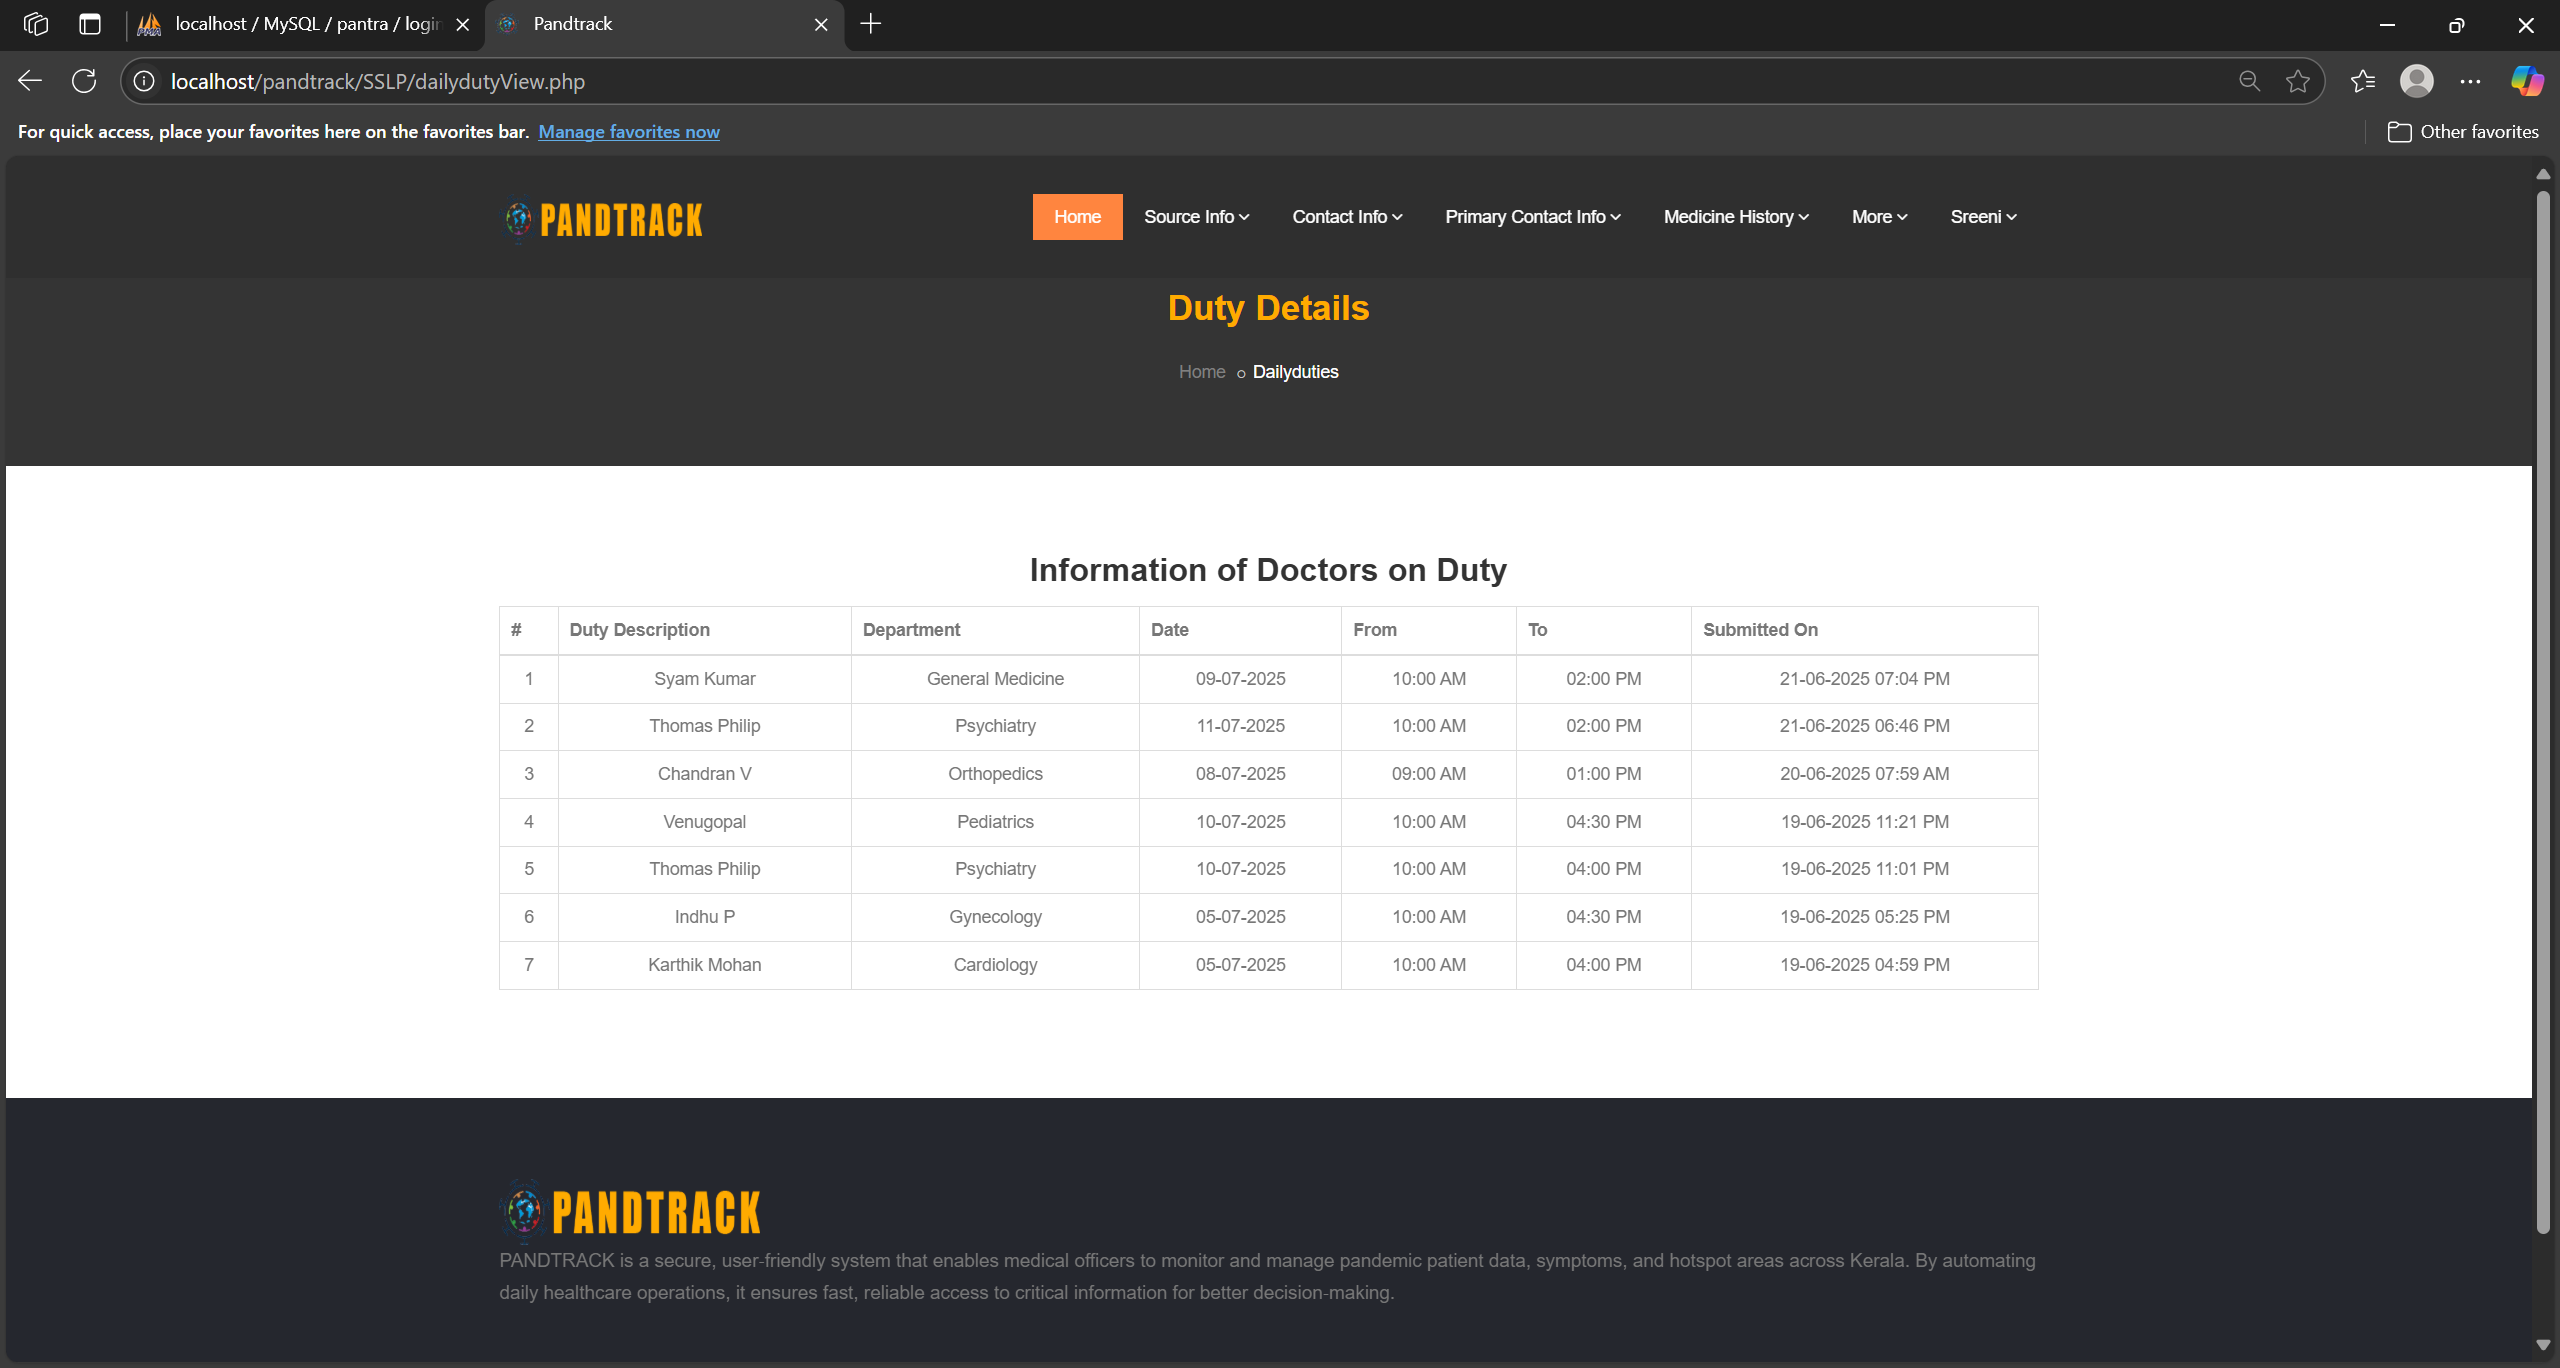 localhost / MySQL / pantra / login
Pandtrack
localhost/pandtrack/SSLP/dailydutyView.php
For quick access, place your favorites here on the favorites bar. Manage favorites now
Other favorites
PANDTRACK
Home Source Info Contact Info Primary Contact Info Medicine History More Sreeni
Duty Details
Home Dailyduties
Information of Doctors on Duty
# Duty Description Department Date From To Submitted On
1 Syam Kumar General Medicine 09-07-2025 10:00 AM 02:00 PM 21-06-2025 07:04 PM
2 Thomas Philip Psychiatry 11-07-2025 10:00 AM 02:00 PM 21-06-2025 06:46 PM
3 Chandran V Orthopedics 08-07-2025 09:00 AM 01:00 PM 20-06-2025 07:59 AM
4 Venugopal Pediatrics 10-07-2025 10:00 AM 04:30 PM 19-06-2025 11:21 PM
5 Thomas Philip Psychiatry 10-07-2025 10:00 AM 04:00 PM 19-06-2025 11:01 PM
6 Indhu P Gynecology 05-07-2025 10:00 AM 04:30 PM 19-06-2025 05:25 PM
7 Karthik Mohan Cardiology 05-07-2025 10:00 AM 04:00 PM 19-06-2025 04:59 PM
PANDTRACK
PANDTRACK is a secure, user-friendly system that enables medical officers to monitor and manage pandemic patient data, symptoms, and hotspot areas across Kerala. By automating
daily healthcare operations, it ensures fast, reliable access to critical information for better decision-making.